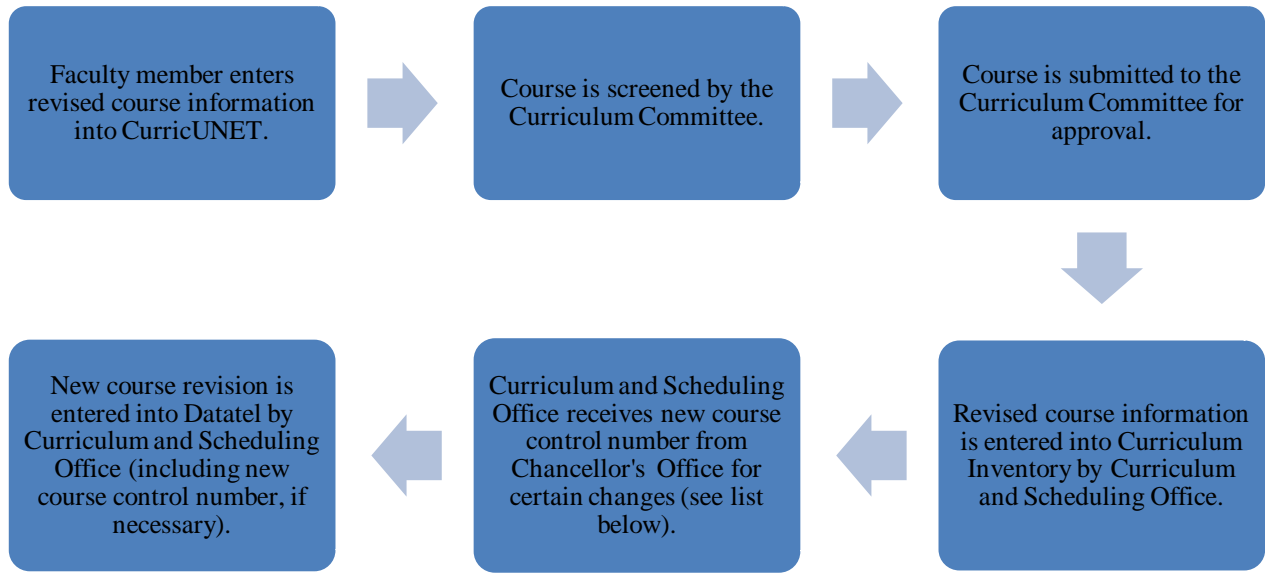 Faculty member enters
revised course information
into CurricUNET.
Course is screened by the
Curriculum Committee.
Course is submitted to the
Curriculum Committee for
approval.
Revised course information
is entered into Curriculum
Inventory by Curriculum
and Scheduling Office.
Curriculum and Scheduling
Office receives new course
control number from
Chancellor's Office for
certain changes (see list
below).
New course revision is
entered into Datatel by
Curriculum and Scheduling
Office (including new
course control number, if
necessary).